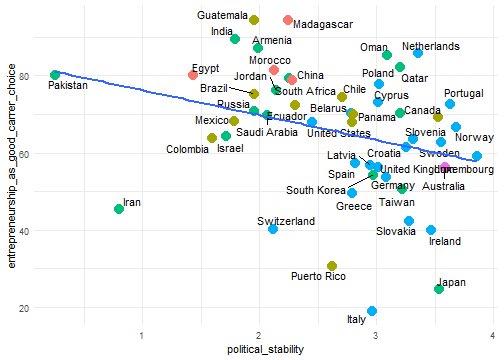 Guatemala
Madagascar
India
Armenia
Oman
Netherlands
Morocco
Egypt
Jordan
China
Poland
Qatar
Pakistan
South Africa
Brazil
Chile
Cyprus
Portugal
Russia
Ecuador
Belarus
Panama
Canada
Mexico
Saudi Arabia
United States
Slovenia
Norway
Colombia
Israel
Latvia
Croatia
Sweden
Spain
United Kingdom
Luxembourg
South Korea
Germany
Australia
Iran
Greece
Taiwan
Switzerland
Slovakia
Ireland
Puerto Rico
Japan
Italy
80
60
40
20
1
2
3
4
political_stability
entrepreneurship_as_good_carrer_choice